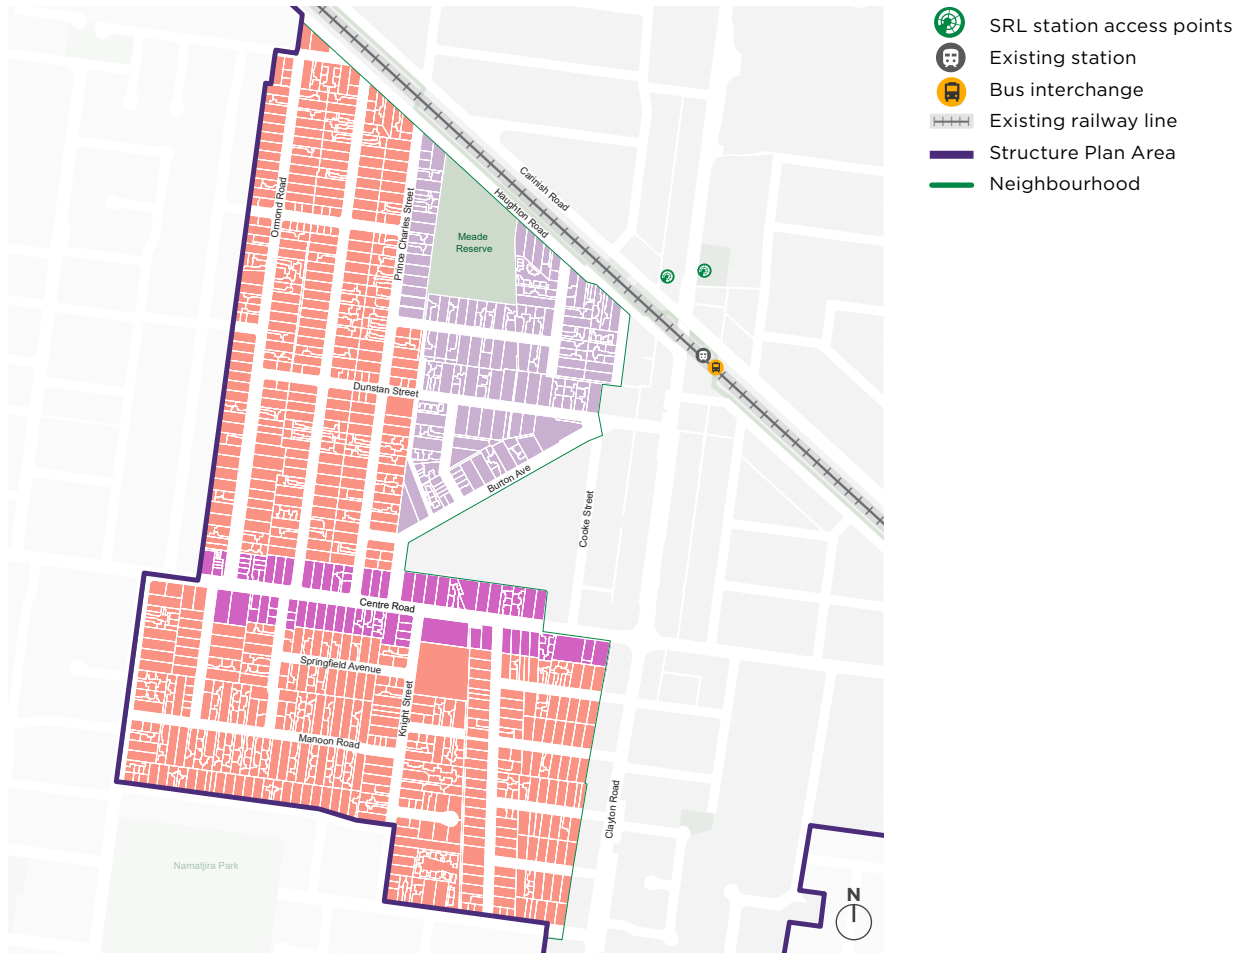 SRL station access points
Existing station
Bus interchange
Existing railway line
Structure Plan Area
Neighbourhood
Carinish Road
Haughton Road
Ormond Road
Prince Charles Street
Meade
Reserve
Dunstan Street
Burton Ave
Cooke Street
Centre Road
Springfield Avenue
Knight Street
Manoon Road
Clayton Road
Namatjira Park
N